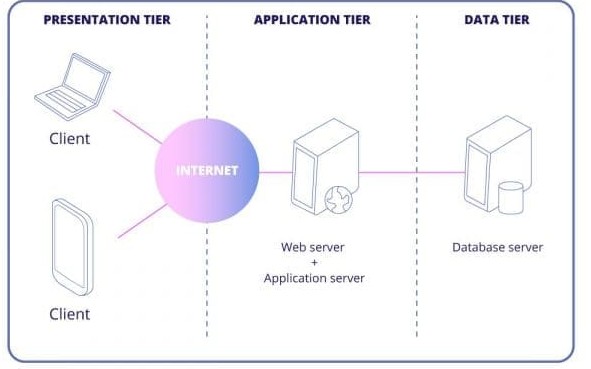 PRESENTATION TIER
APPLICATION TIER
DATA TIER
Client
INTERNET
Web server
+
Application server
Database server
Client